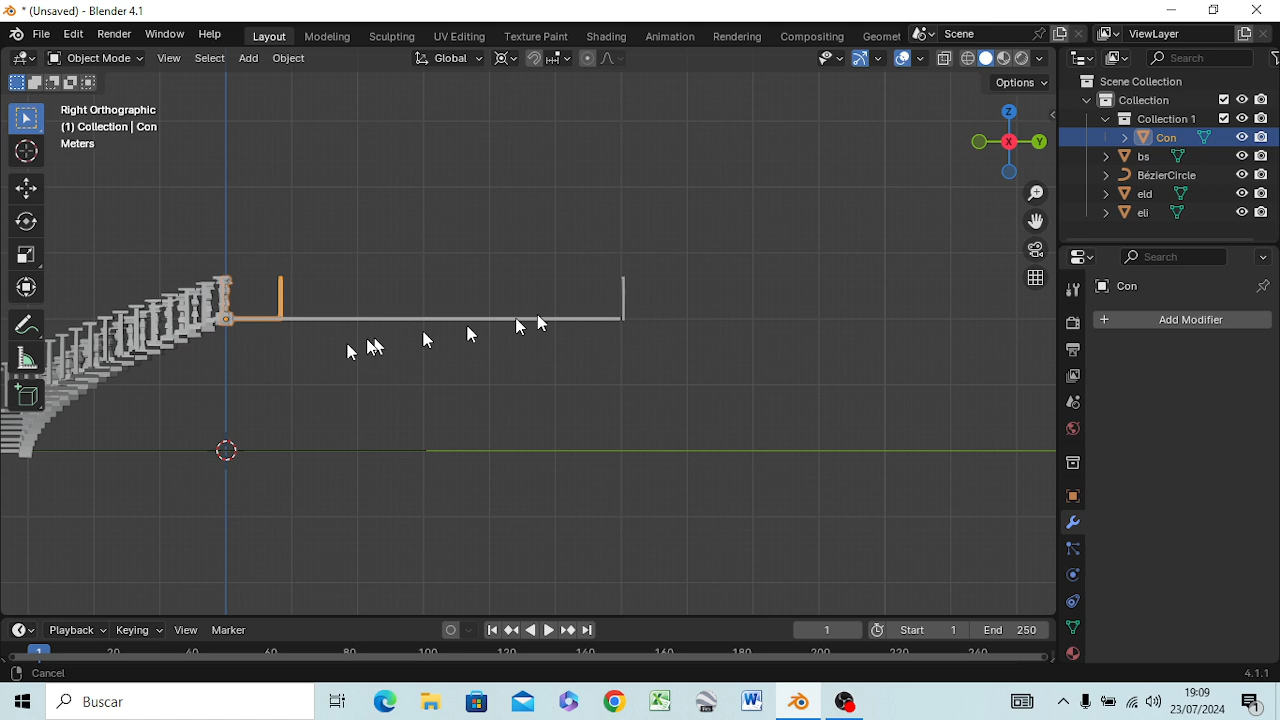 * (Unsaved) - Blender 4.1
File Edit Render Window Help Layout Modeling Sculpting UV Editing Texture Paint Shading Animation Rendering Compositing Geomet Scene ViewLayer
Object Mode View Select Add Object Global Search
Options
Right Orthographic
(1) Collection | Con
Meters
Z
X
Y
Scene Collection
Collection
Collection 1
Con
bs
BézierCircle
eld
eli
Search
Con
Add Modifier
Playback Keying View Marker 1 Start 1 End 250
20 40 60 80 100 120 140 160 180 200 220 240
Cancel 4.1.1
Buscar 19:09
23/07/2024